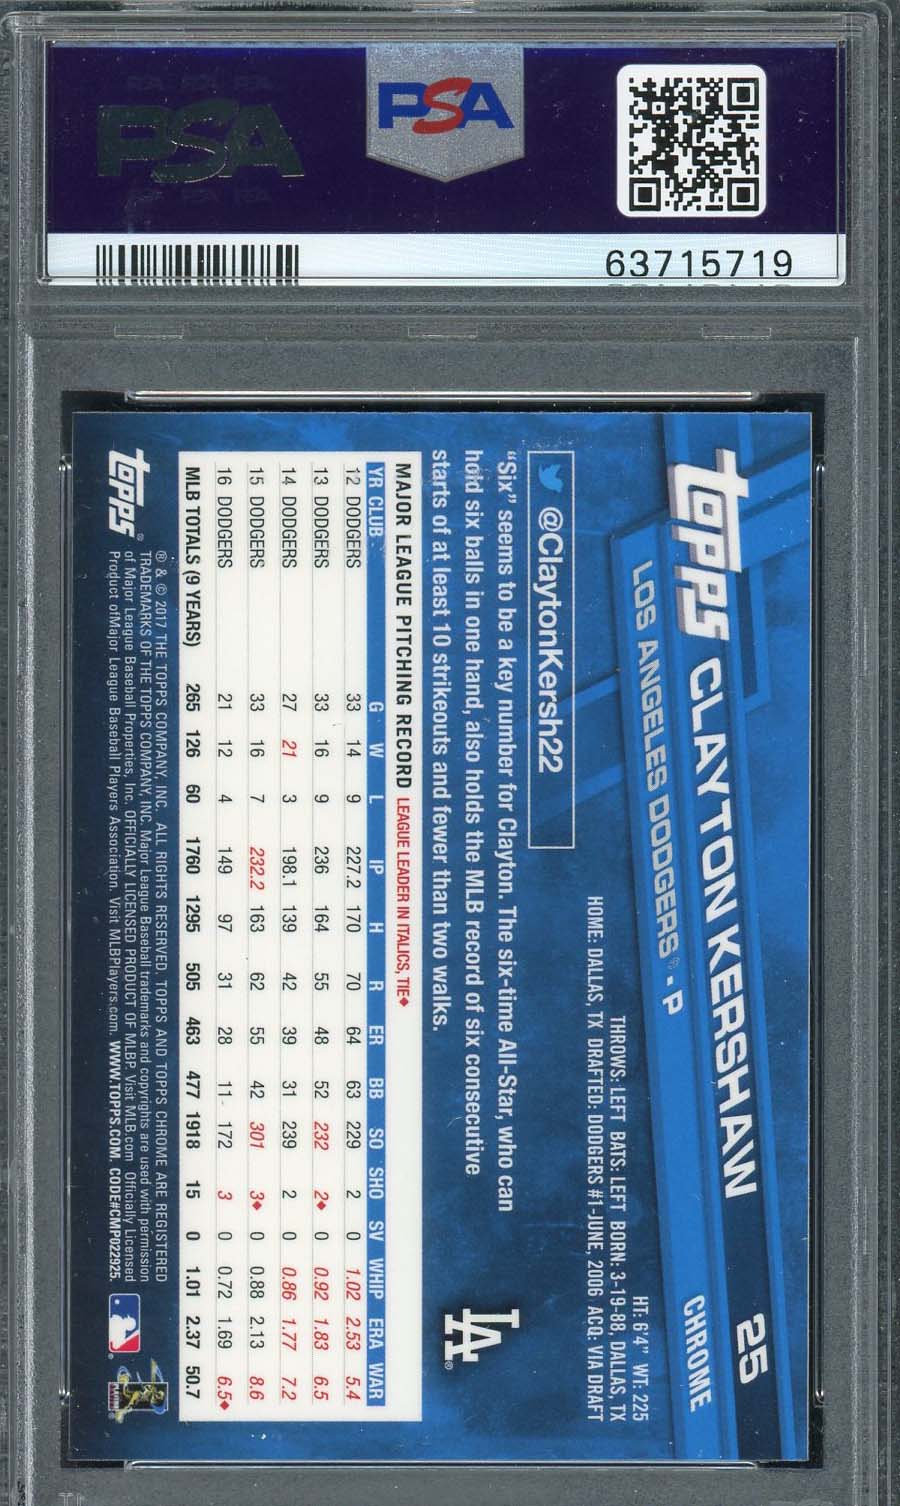 PSA
PSA
63715719
topps CLAYTON KERSHAW 25
LOS ANGELES DODGERS® - P CHROME
HT: 6'4" WT: 225
THROWS: LEFT BATS: LEFT BORN: 3-19-88, DALLAS, TX
HOME: DALLAS, TX DRAFTED: DODGERS #1-JUNE, 2006 ACQ: VIA DRAFT
@ClaytonKersh22
"Six" seems to be a key number for Clayton. The six-time All-Star, who can
hold six balls in one hand, also holds the MLB record of six consecutive
starts of at least 10 strikeouts and fewer than two walks.
LA®
MAJOR LEAGUE PITCHING RECORD LEAGUE LEADER IN ITALICS, TIE♦
YR CLUB G W L IP H R ER BB SO SHO SV WHIP ERA WAR
12 DODGERS 33 14 9 227.2 170 70 64 63 229 2 0 1.02 2.53 5.4
13 DODGERS 33 16 9 236 164 55 48 52 232 2♦ 0 0.92 1.83 6.5
14 DODGERS 27 21 3 198.1 139 42 39 31 239 2 0 0.86 1.77 7.2
15 DODGERS 33 16 7 232.2 163 62 55 42 301 3♦ 0 0.88 2.13 8.6
16 DODGERS 21 12 4 149 97 31 28 11 172 3 0 0.72 1.69 6.5♦
MLB TOTALS (9 YEARS) 265 126 60 1760 1295 505 463 477 1918 15 0 1.01 2.37 50.7
topps®
® & © 2017 THE TOPPS COMPANY, INC. ALL RIGHTS RESERVED. TOPPS AND TOPPS CHROME ARE REGISTERED
TRADEMARKS OF THE TOPPS COMPANY, INC. Major League Baseball trademarks and copyrights are used with permission
of Major League Baseball Properties, Inc. OFFICIALLY LICENSED PRODUCT OF MLBP. Visit MLB.com Officially Licensed
Product of Major League Baseball Players Association. Visit MLBPlayers.com. WWW.TOPPS.COM. CODE#CMP022925.